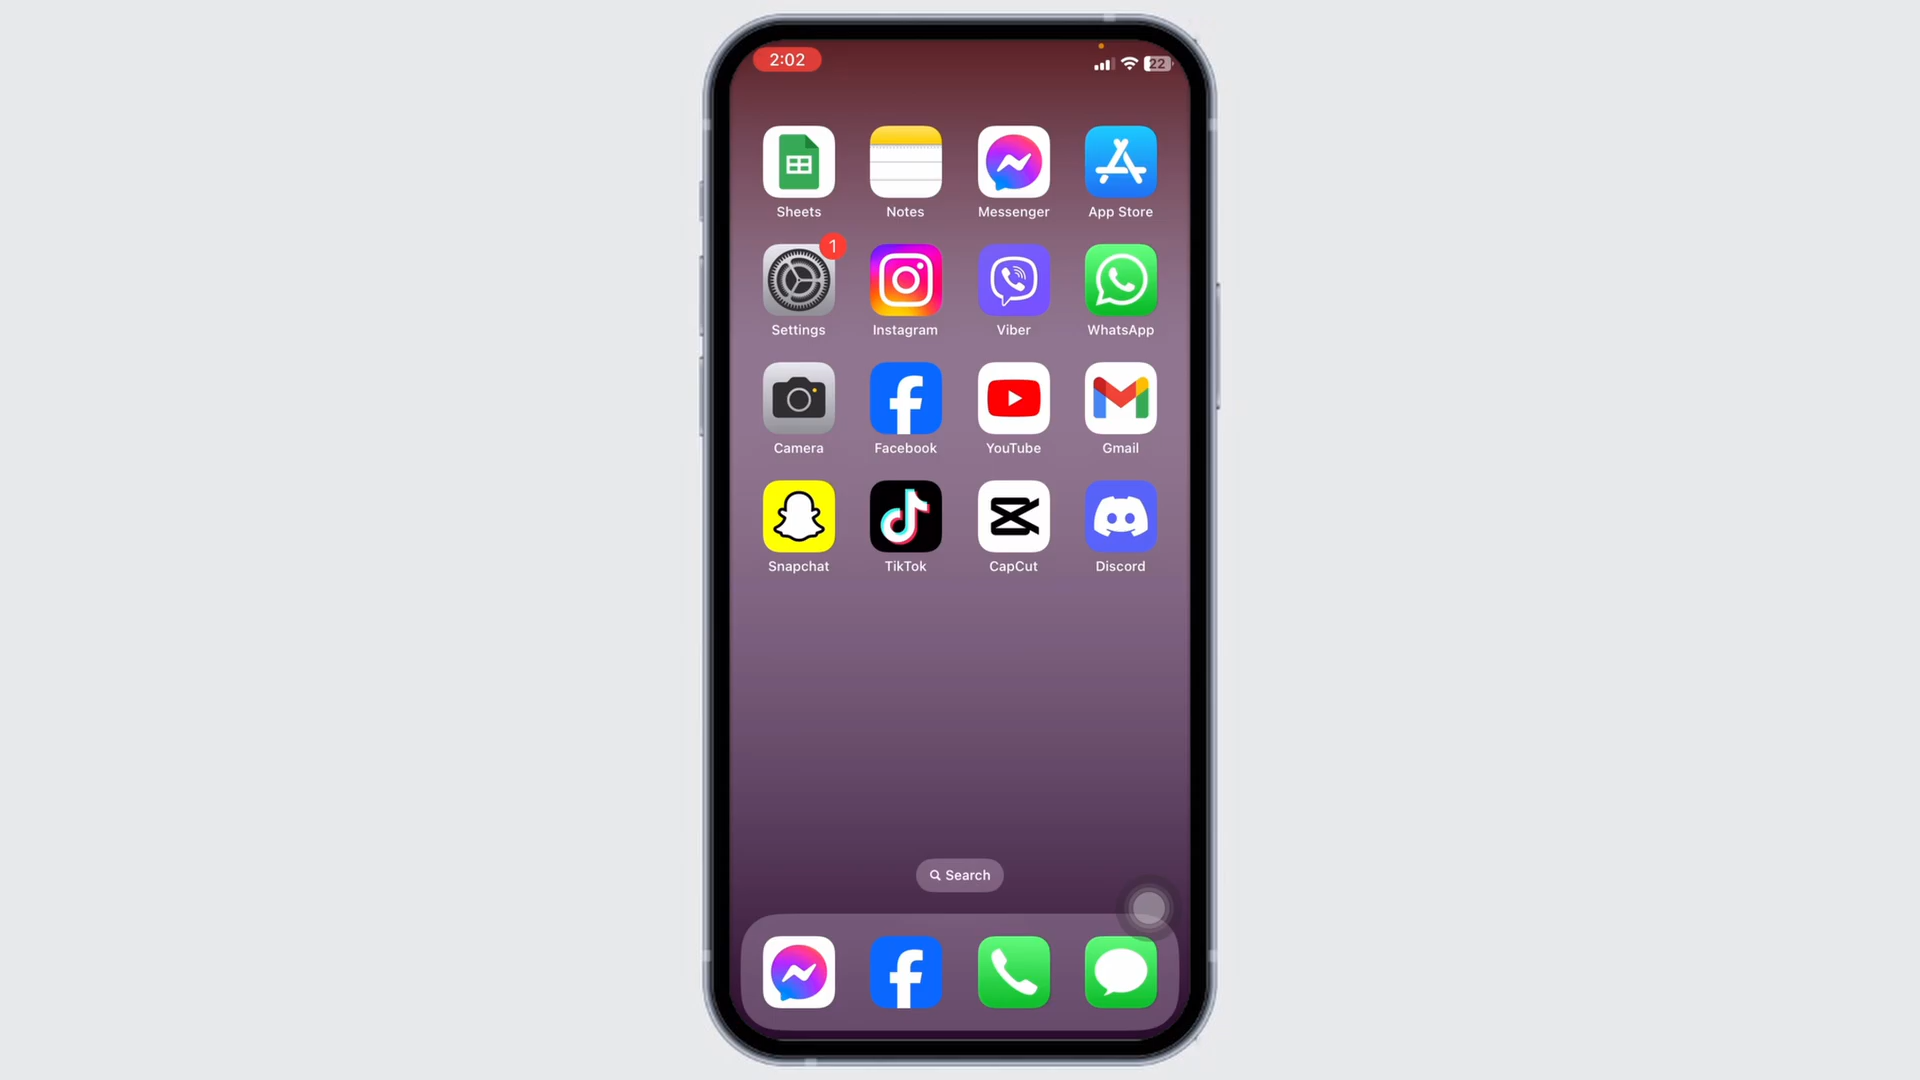 2:02
22
Sheets Notes Messenger App Store
1
Settings Instagram Viber WhatsApp
Camera Facebook YouTube Gmail
Snapchat TikTok CapCut Discord
Search